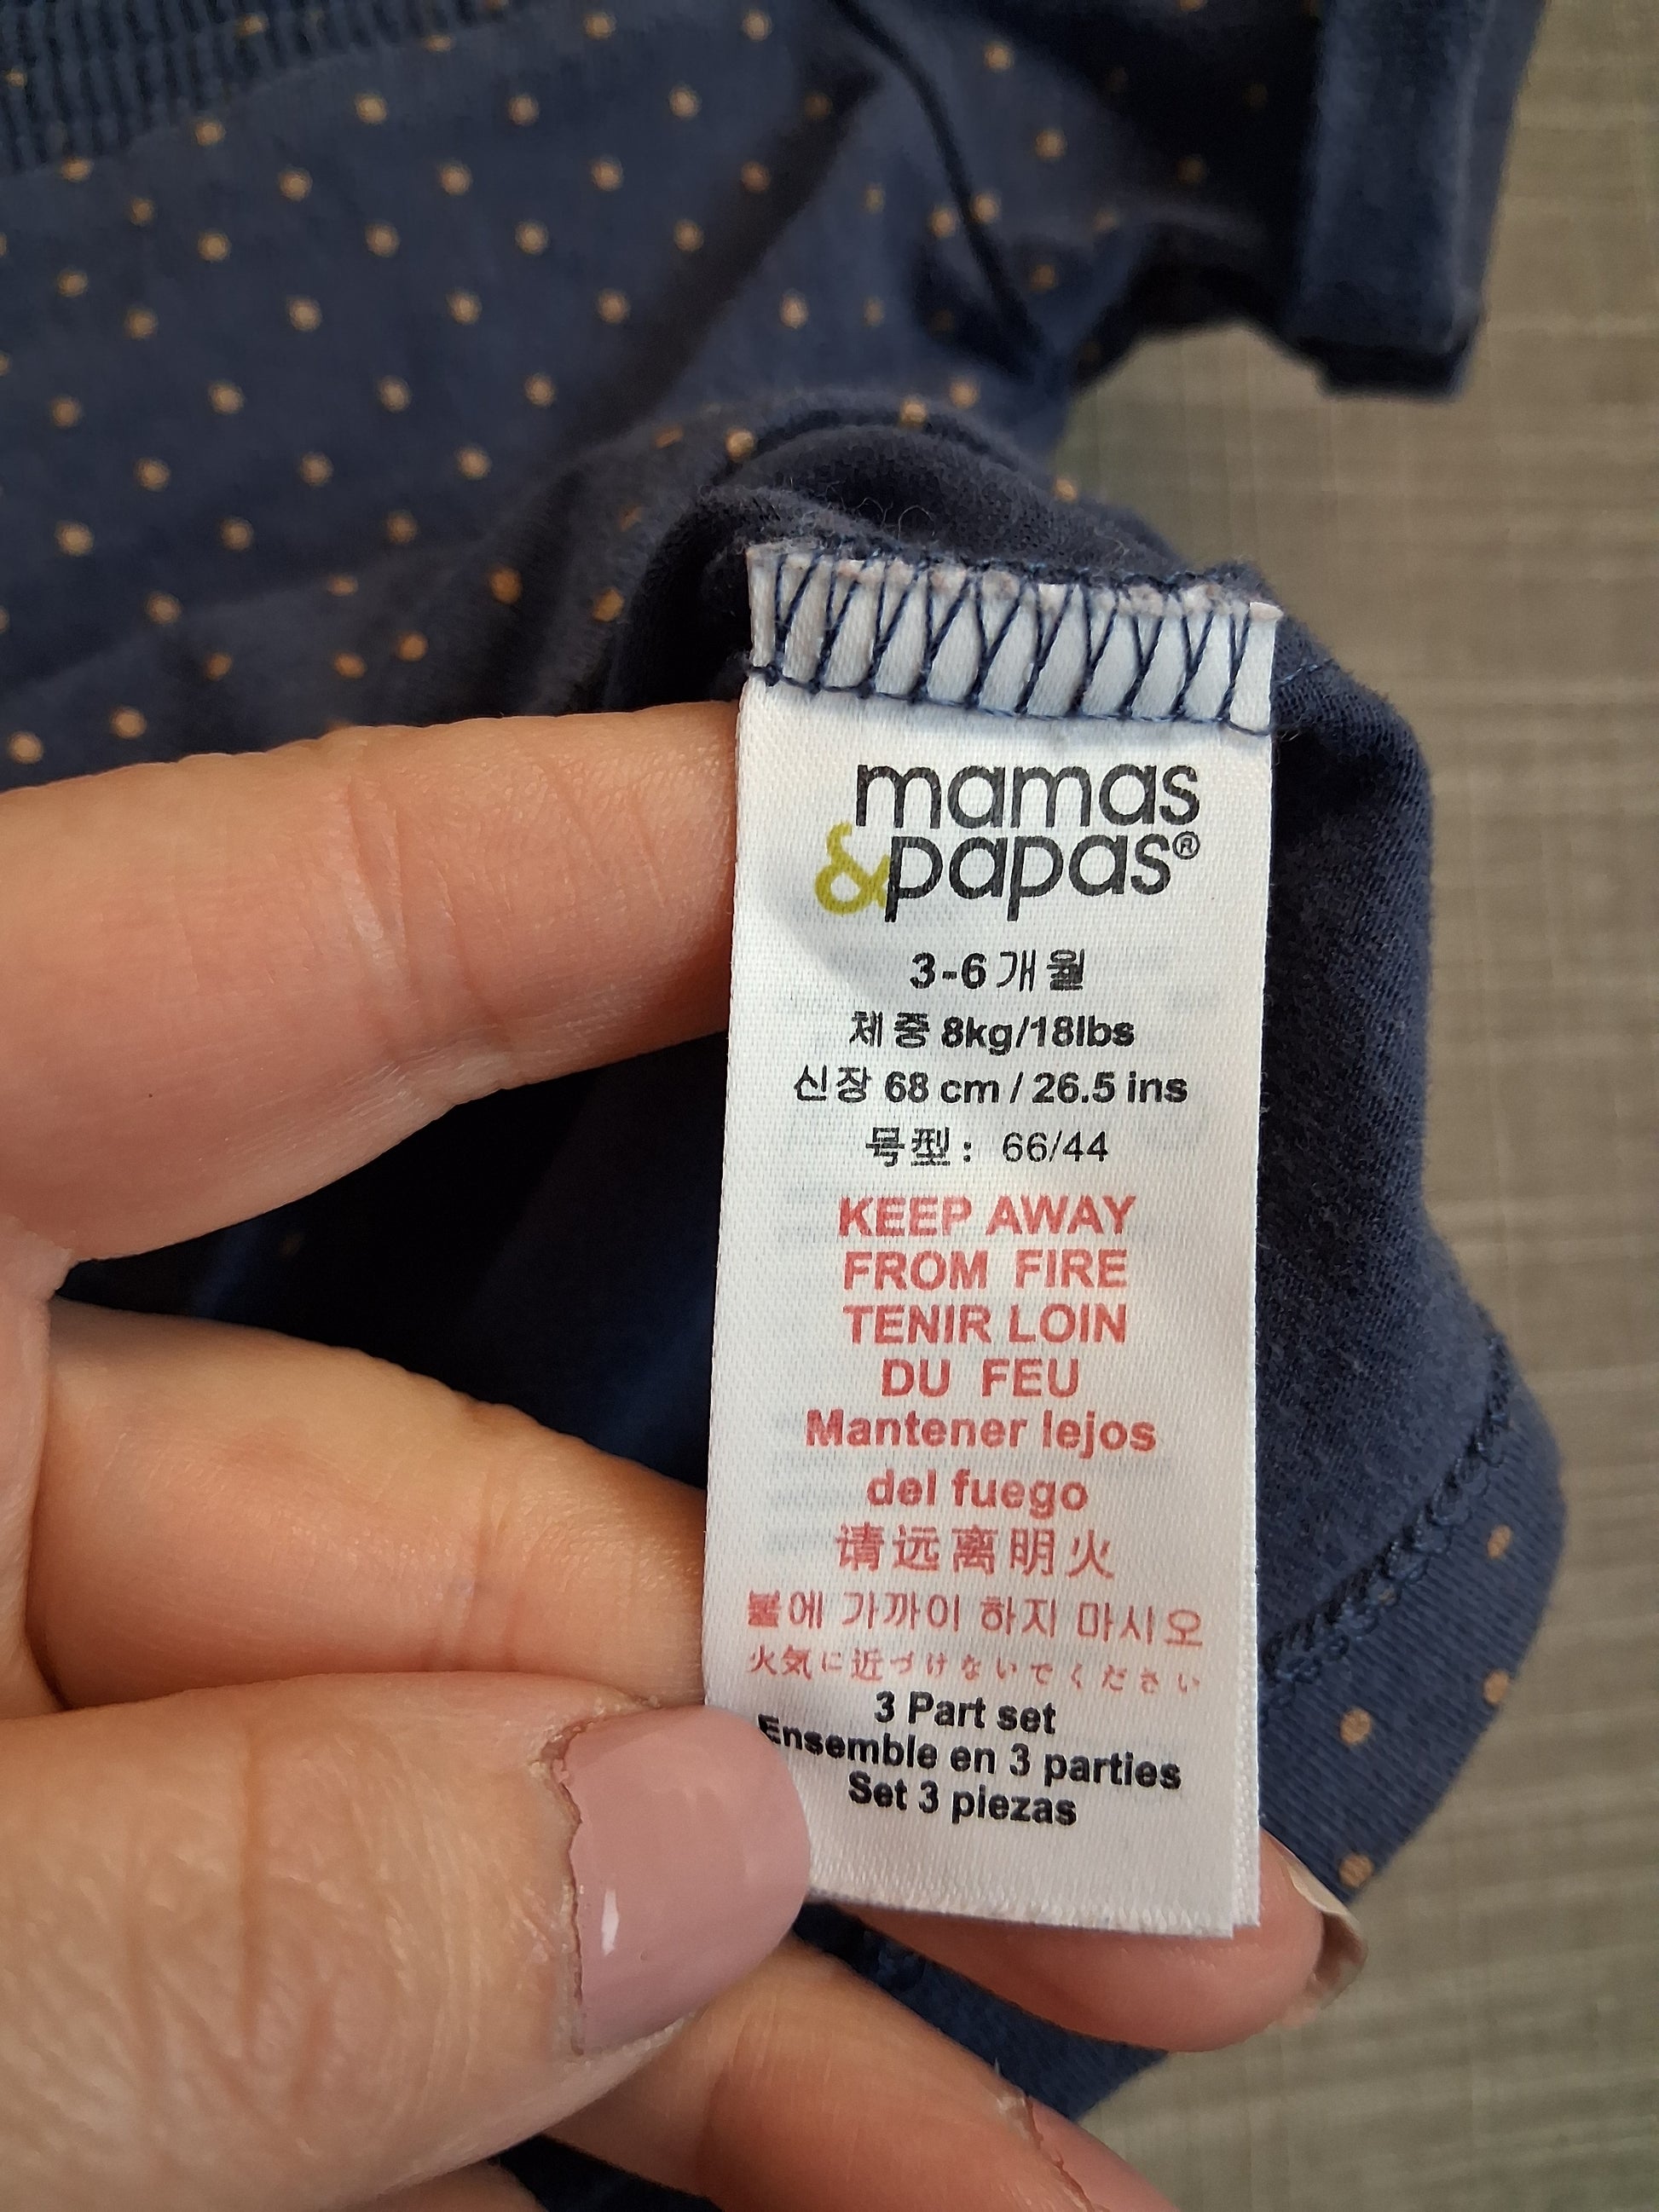 mamas
&papas®
3-6개월
체중 8kg/18lbs
신장 68 cm / 26.5 ins
号型: 66/44
KEEP AWAY
FROM FIRE
TENIR LOIN
DU FEU
Mantener lejos
del fuego
请远离明火
불에 가까이 하지 마시오
火気に近づけないでください
3 Part set
Ensemble en 3 parties
Set 3 piezas